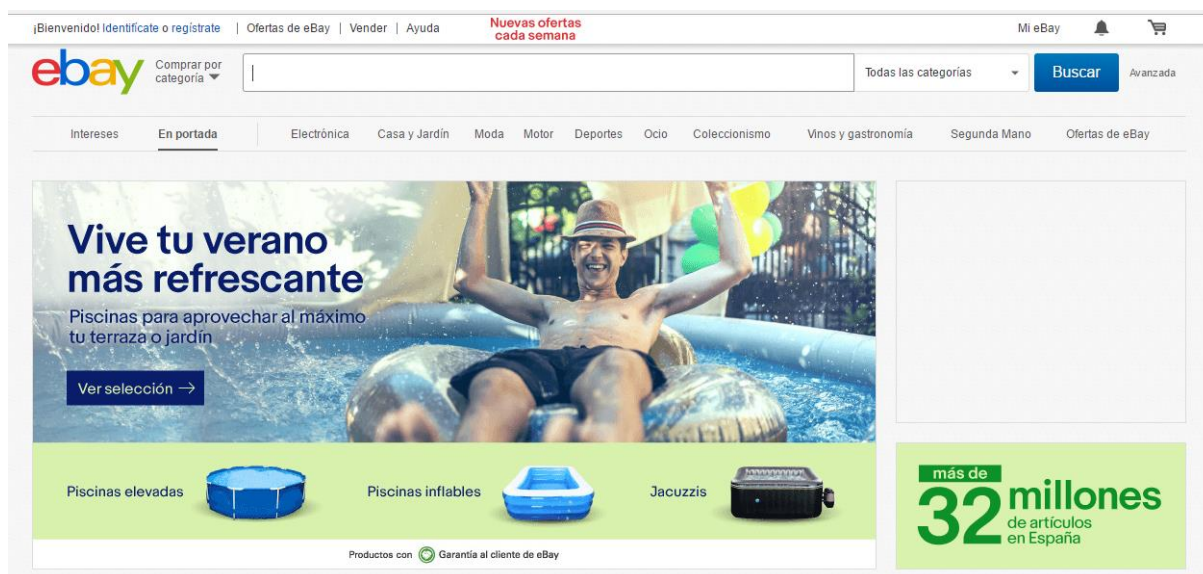 ¡Bienvenido! Identifícate o regístrate | Ofertas de eBay | Vender | Ayuda
Nuevas ofertas
cada semana
Mi eBay
ebay
Comprar por
categoría
Todas las categorías
Buscar
Avanzada
Intereses En portada Electrónica Casa y Jardín Moda Motor Deportes Ocio Coleccionismo Vinos y gastronomía Segunda Mano Ofertas de eBay
Vive tu verano
más refrescante
Piscinas para aprovechar al máximo
tu terraza o jardín
Ver selección →
Piscinas elevadas
Piscinas inflables
Jacuzzis
Productos con Garantía al cliente de eBay
más de
32 millones
de artículos
en España